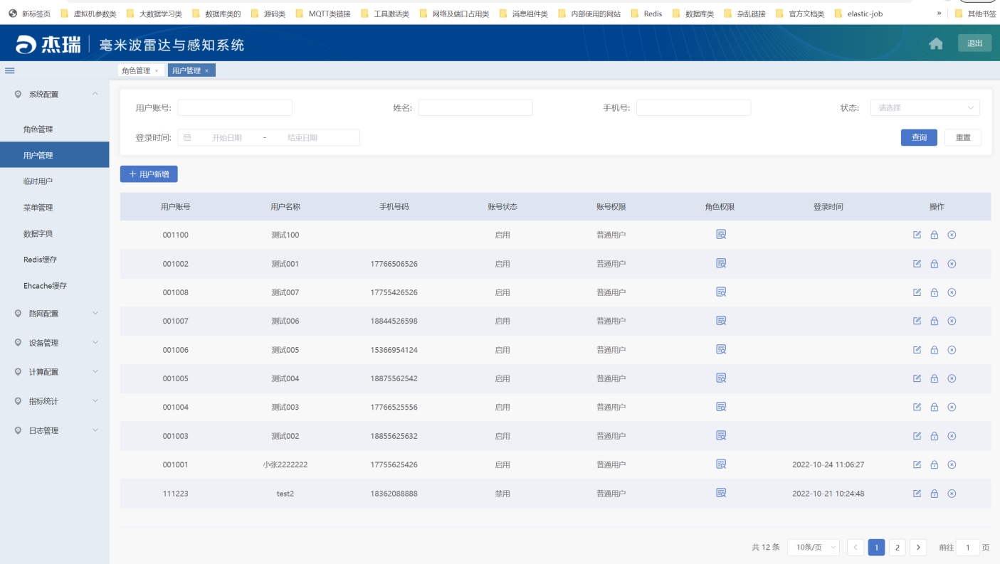 新标签页 虚拟机参数类 大数据学习类 数据库类的 源码类 MQTT类链接 工具激活类 网络及端口占用类 消息组件类 内部使用的网站 Redis 数据库类 杂乱链接 官方文档类 elastic-job » 其他书签
杰瑞 毫米波雷达与感知系统 退出
角色管理 × 用户管理 ×
系统配置
角色管理
用户管理
临时用户
菜单管理
数据字典
Redis缓存
Ehcache缓存
路网配置
设备管理
计算配置
指标统计
日志管理
用户账号: 姓名: 手机号: 状态: 请选择
登录时间: 开始日期 - 结束日期 查询 重置
+ 用户新增
用户账号 用户名称 手机号码 账号状态 账号权限 角色权限 登录时间 操作
001100 测试100 启用 普通用户
001002 测试001 17766506526 启用 普通用户
001008 测试007 17755426526 启用 普通用户
001007 测试006 18844526598 启用 普通用户
001006 测试005 15366954124 启用 普通用户
001005 测试004 18875562542 启用 普通用户
001004 测试003 17766525556 启用 普通用户
001003 测试002 18855625632 启用 普通用户
001001 小张2222222 17755625426 启用 普通用户 2022-10-24 11:06:27
111223 test2 18362088888 禁用 普通用户 2022-10-21 10:24:48
共 12 条 10条/页 < 1 2 > 前往 1 页